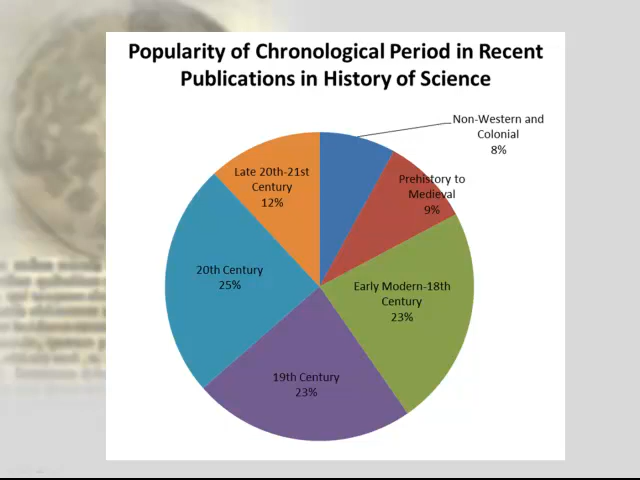 Popularity of Chronological Period in Recent
Publications in History of Science
Non-Western and
Colonial
8%
Prehistory to
Medieval
9%
Early Modern-18th
Century
23%
19th Century
23%
20th Century
25%
Late 20th-21st
Century
12%